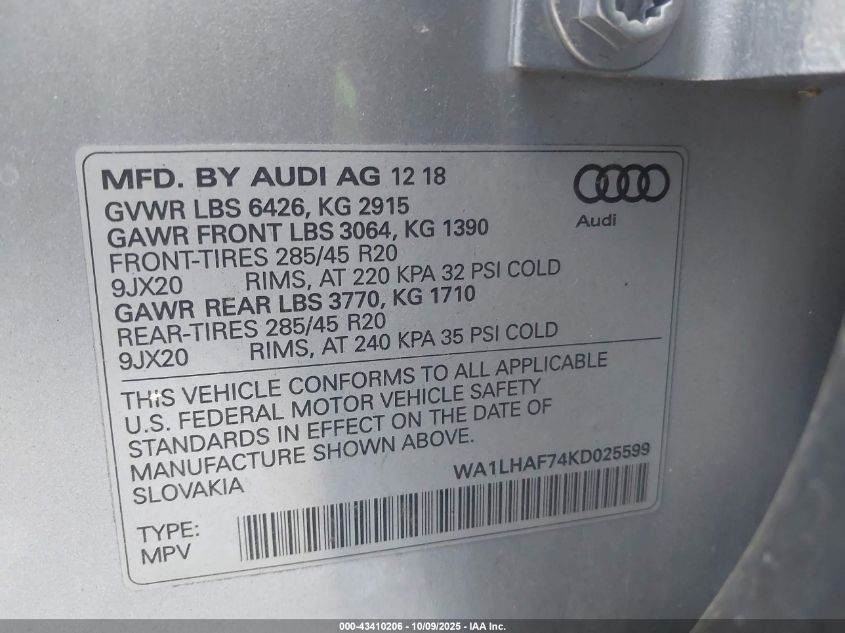 MFD. BY AUDI AG 12 18
GVWR LBS 6426, KG 2915
GAWR FRONT LBS 3064, KG 1390
FRONT-TIRES 285/45 R20
9JX20 RIMS, AT 220 KPA 32 PSI COLD
GAWR REAR LBS 3770, KG 1710
REAR-TIRES 285/45 R20
9JX20 RIMS, AT 240 KPA 35 PSI COLD
Audi
THIS VEHICLE CONFORMS TO ALL APPLICABLE
U.S. FEDERAL MOTOR VEHICLE SAFETY
STANDARDS IN EFFECT ON THE DATE OF
MANUFACTURE SHOWN ABOVE.
SLOVAKIA
WA1LHAF74KD025599
TYPE:
MPV
000-43410206 - 10/09/2025 - IAA Inc.